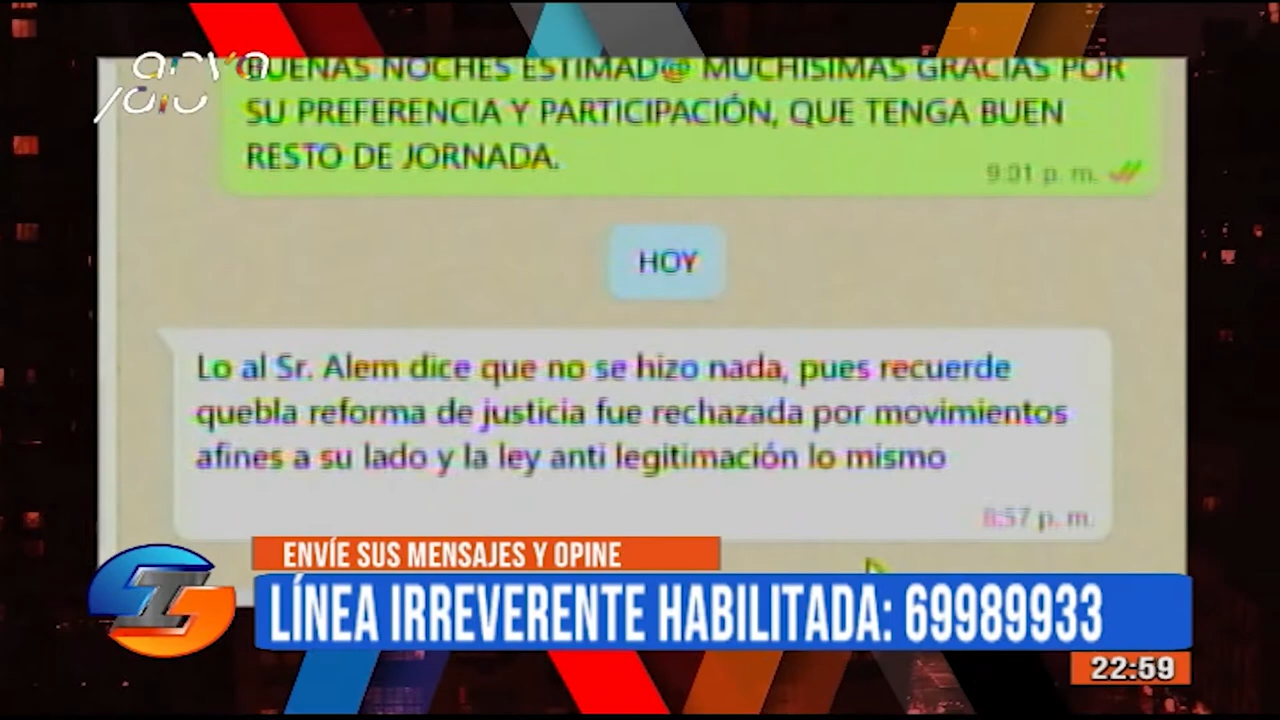 BUENAS NOCHES ESTIMAD@ MUCHÍSIMAS GRACIAS POR
SU PREFERENCIA Y PARTICIPACIÓN, QUE TENGA BUEN
RESTO DE JORNADA.
9:01 p. m.
HOY
Lo al Sr. Alem dice que no se hizo nada, pues recuerde
quebla reforma de justicia fue rechazada por movimientos
afines a su lado y la ley anti legitimación lo mismo
8:57 p. m.
ENVÍE SUS MENSAJES Y OPINE
LÍNEA IRREVERENTE HABILITADA: 69989933
22:59